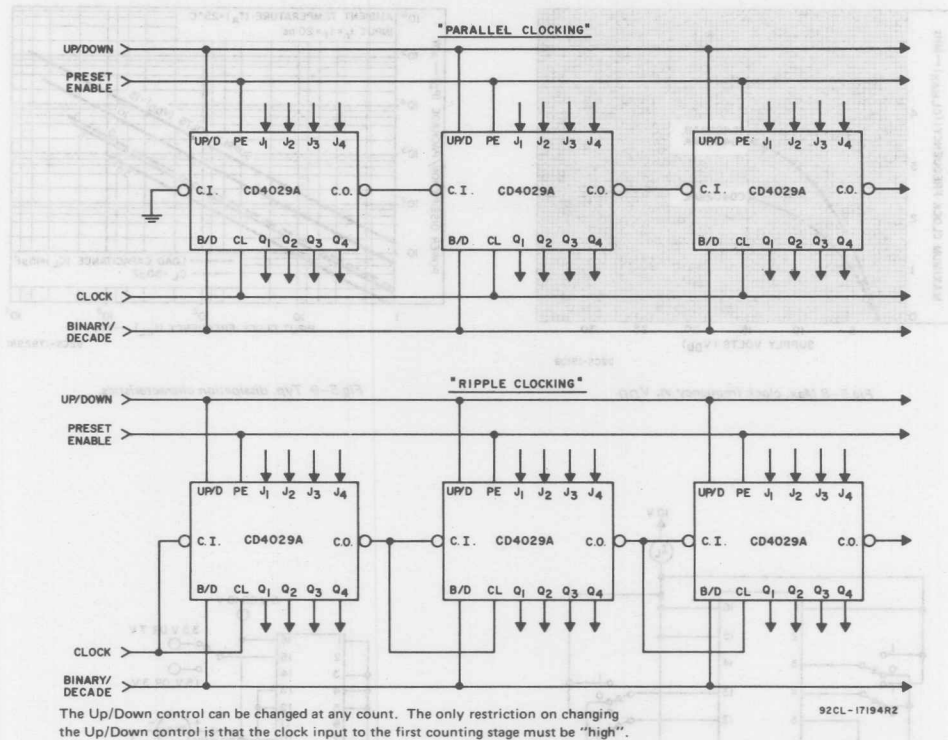 "PARALLEL CLOCKING"
UP/DOWN
PRESET
ENABLE
UP/D PE J1 J2 J3 J4
C.I. CD4029A C.O.
B/D CL Q1 Q2 Q3 Q4
UP/D PE J1 J2 J3 J4
C.I. CD4029A C.O.
B/D CL Q1 Q2 Q3 Q4
UP/D PE J1 J2 J3 J4
C.I. CD4029A C.O.
B/D CL Q1 Q2 Q3 Q4
CLOCK
BINARY/
DECADE
"RIPPLE CLOCKING"
UP/DOWN
PRESET
ENABLE
UP/D PE J1 J2 J3 J4
C.I. CD4029A C.O.
B/D CL Q1 Q2 Q3 Q4
UP/D PE J1 J2 J3 J4
C.I. CD4029A C.O.
B/D CL Q1 Q2 Q3 Q4
UP/D PE J1 J2 J3 J4
C.I. CD4029A C.O.
B/D CL Q1 Q2 Q3 Q4
CLOCK
BINARY/
DECADE
92CL-17194R2
The Up/Down control can be changed at any count. The only restriction on changing
the Up/Down control is that the clock input to the first counting stage must be "high".